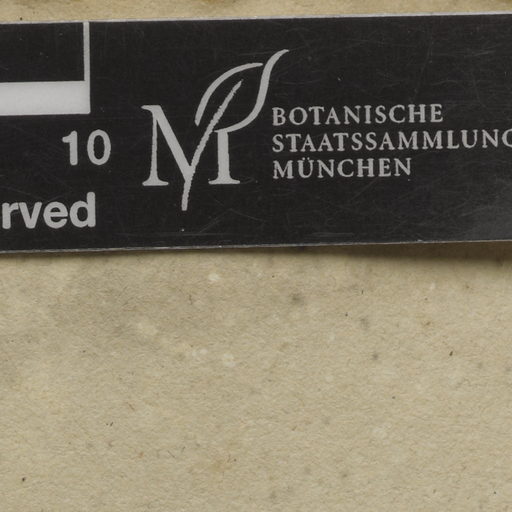 10
rved
BOTANISCHE
STAATSSAMMLUNG
MÜNCHEN